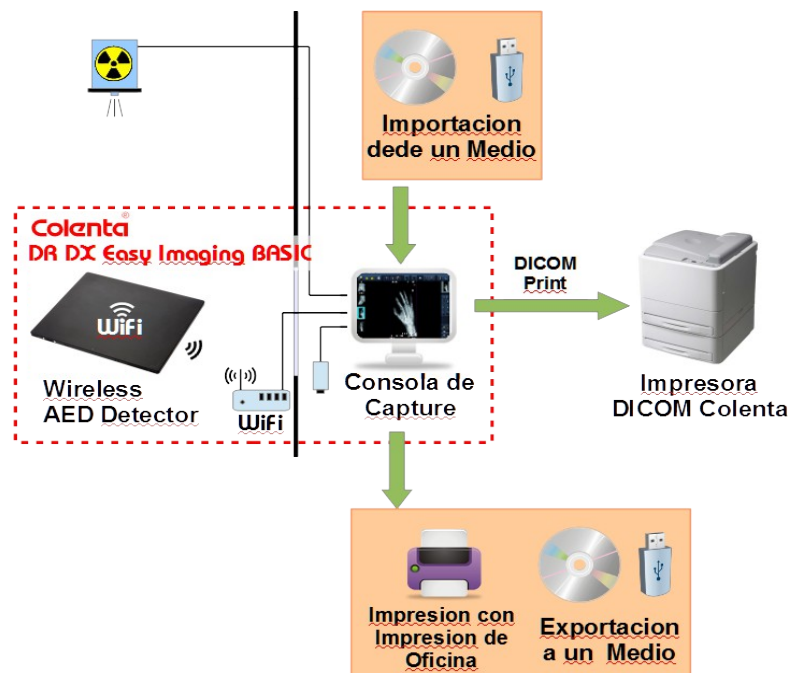 Importacion
dede un Medio
Colenta®
DR DX Easy Imaging BASIC
WiFi
Wireless
AED Detector
WiFi
Consola de
Capture
DICOM
Print
Impresora
DICOM Colenta
Impresion con
Impresion de
Oficina
Exportacion
a un Medio